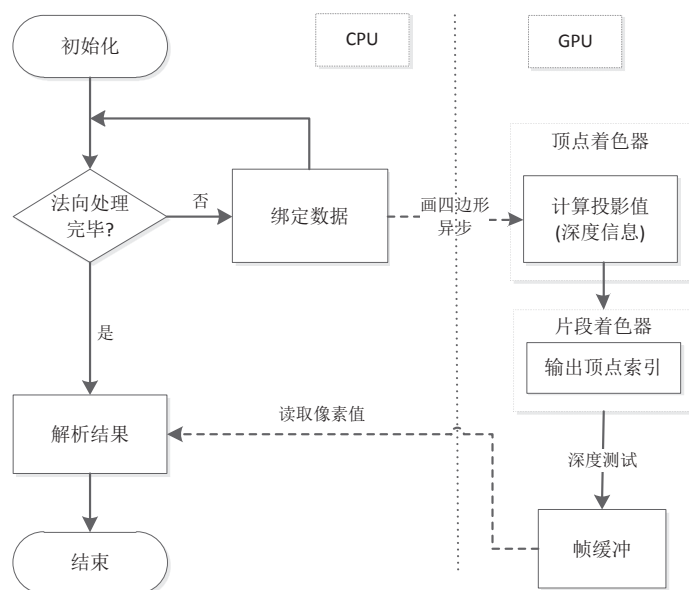 初始化
CPU
GPU
顶点着色器
法向处理
完毕?
否
绑定数据
画四边形
异步
计算投影值
(深度信息)
是
片段着色器
输出顶点索引
解析结果
读取像素值
深度测试
结束
帧缓冲